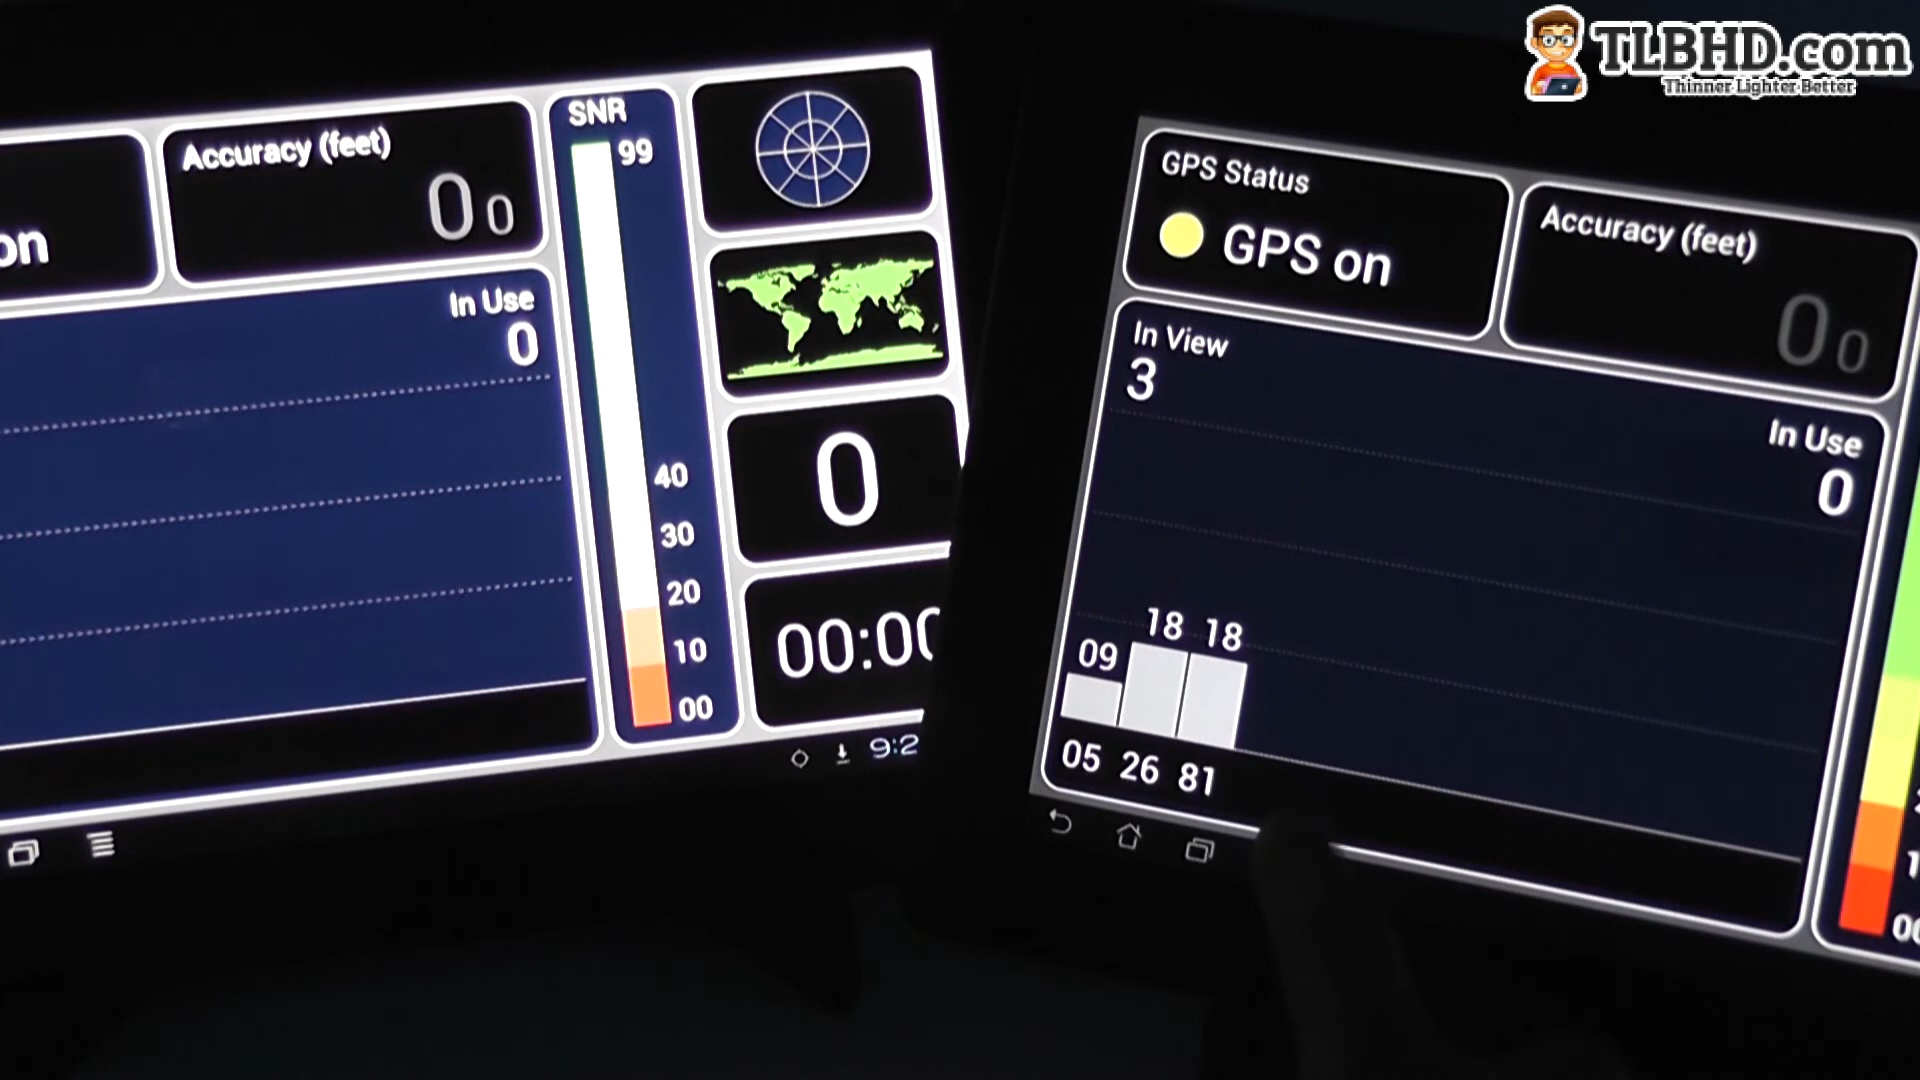 TLBHD.com
Thinner Lighter Better
on
Accuracy (feet)
0 0
In Use
0
SNR
99
40
30
20
10
00
0
00:00
9:2
GPS Status
GPS on
Accuracy (feet)
0 0
In View
3
In Use
0
09 18 18
05 26 81